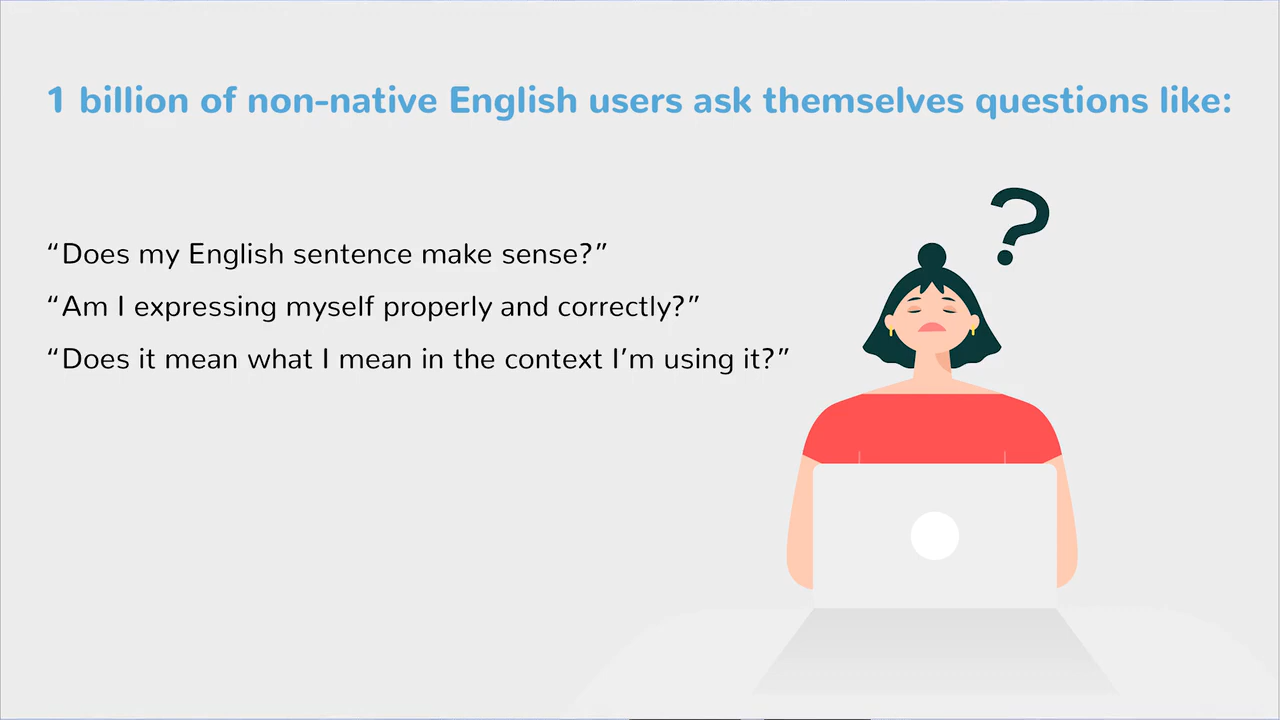 1 billion of non-native English users ask themselves questions like:
?
“Does my English sentence make sense?”
“Am I expressing myself properly and correctly?”
“Does it mean what I mean in the context I’m using it?”